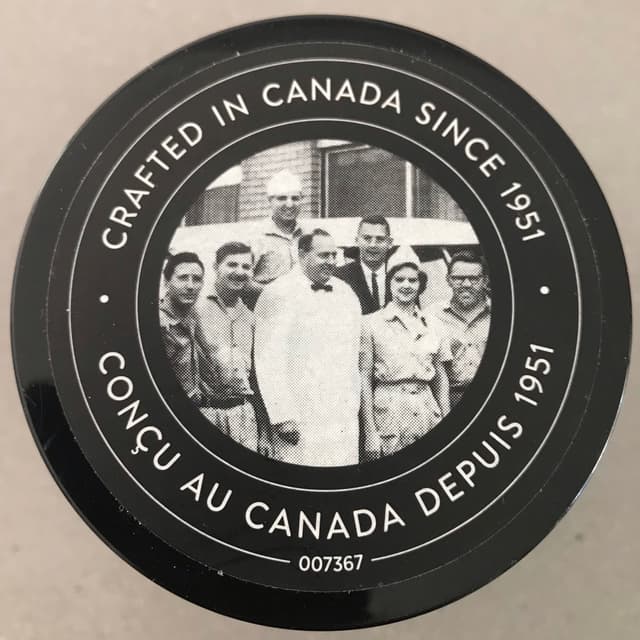 CRAFTED IN CANADA SINCE 1951
CONÇU AU CANADA DEPUIS 1951
007367